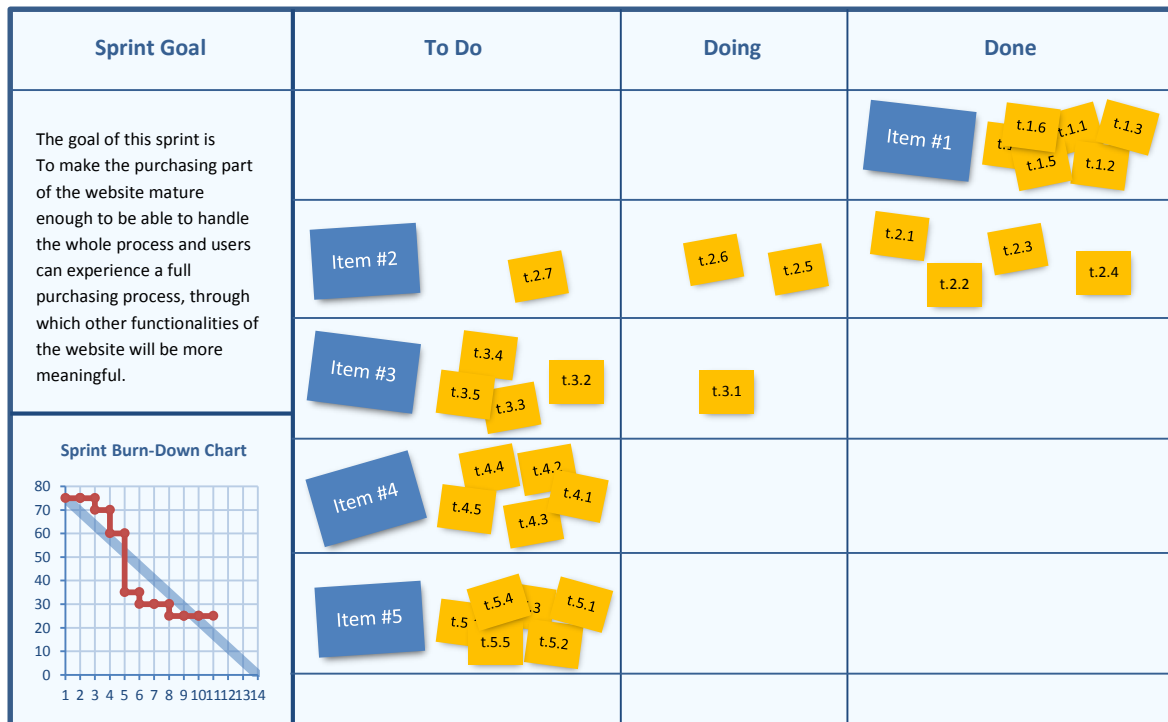 Sprint Goal
To Do
Doing
Done
The goal of this sprint is
To make the purchasing part
of the website mature
enough to be able to handle
the whole process and users
can experience a full
purchasing process, through
which other functionalities of
the website will be more
meaningful.
Sprint Burn-Down Chart
80
70
60
50
40
30
20
10
0
1 2 3 4 5 6 7 8 9 10 11 12 13 14
Item #1
t.1.6
t.1.1
t.1.3
t.1.5
t.1.2
Item #2
t.2.7
t.2.6
t.2.5
t.2.1
t.2.2
t.2.3
t.2.4
Item #3
t.3.4
t.3.5
t.3.3
t.3.2
t.3.1
Item #4
t.4.4
t.4.2
t.4.1
t.4.5
t.4.3
Item #5
t.5.4
t.5.1
t.5.5
t.5.2